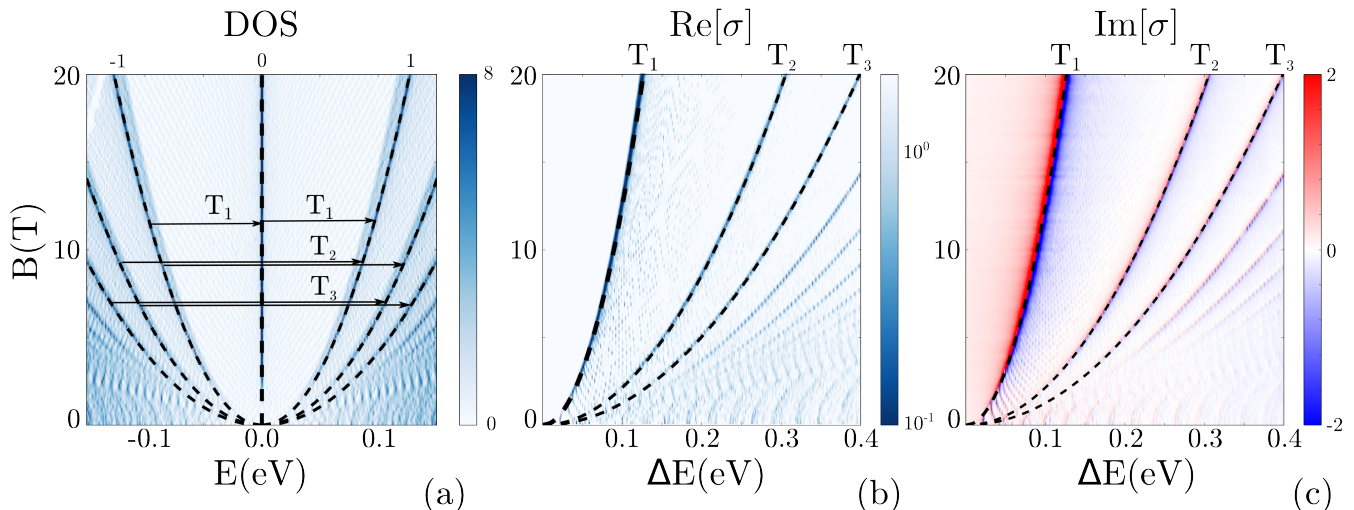 DOS
-1 0 1
20
10
0
B(T)
T₁ T₁
T₂
T₃
-0.1 0.0 0.1
E(eV)
(a)
8
0
Re[σ]
T₁ T₂ T₃
20
10
0
0.1 0.2 0.3 0.4
ΔE(eV)
(b)
10⁰
10⁻¹
Im[σ]
T₁ T₂ T₃
20
10
0
0.1 0.2 0.3 0.4
ΔE(eV)
(c)
2
0
-2